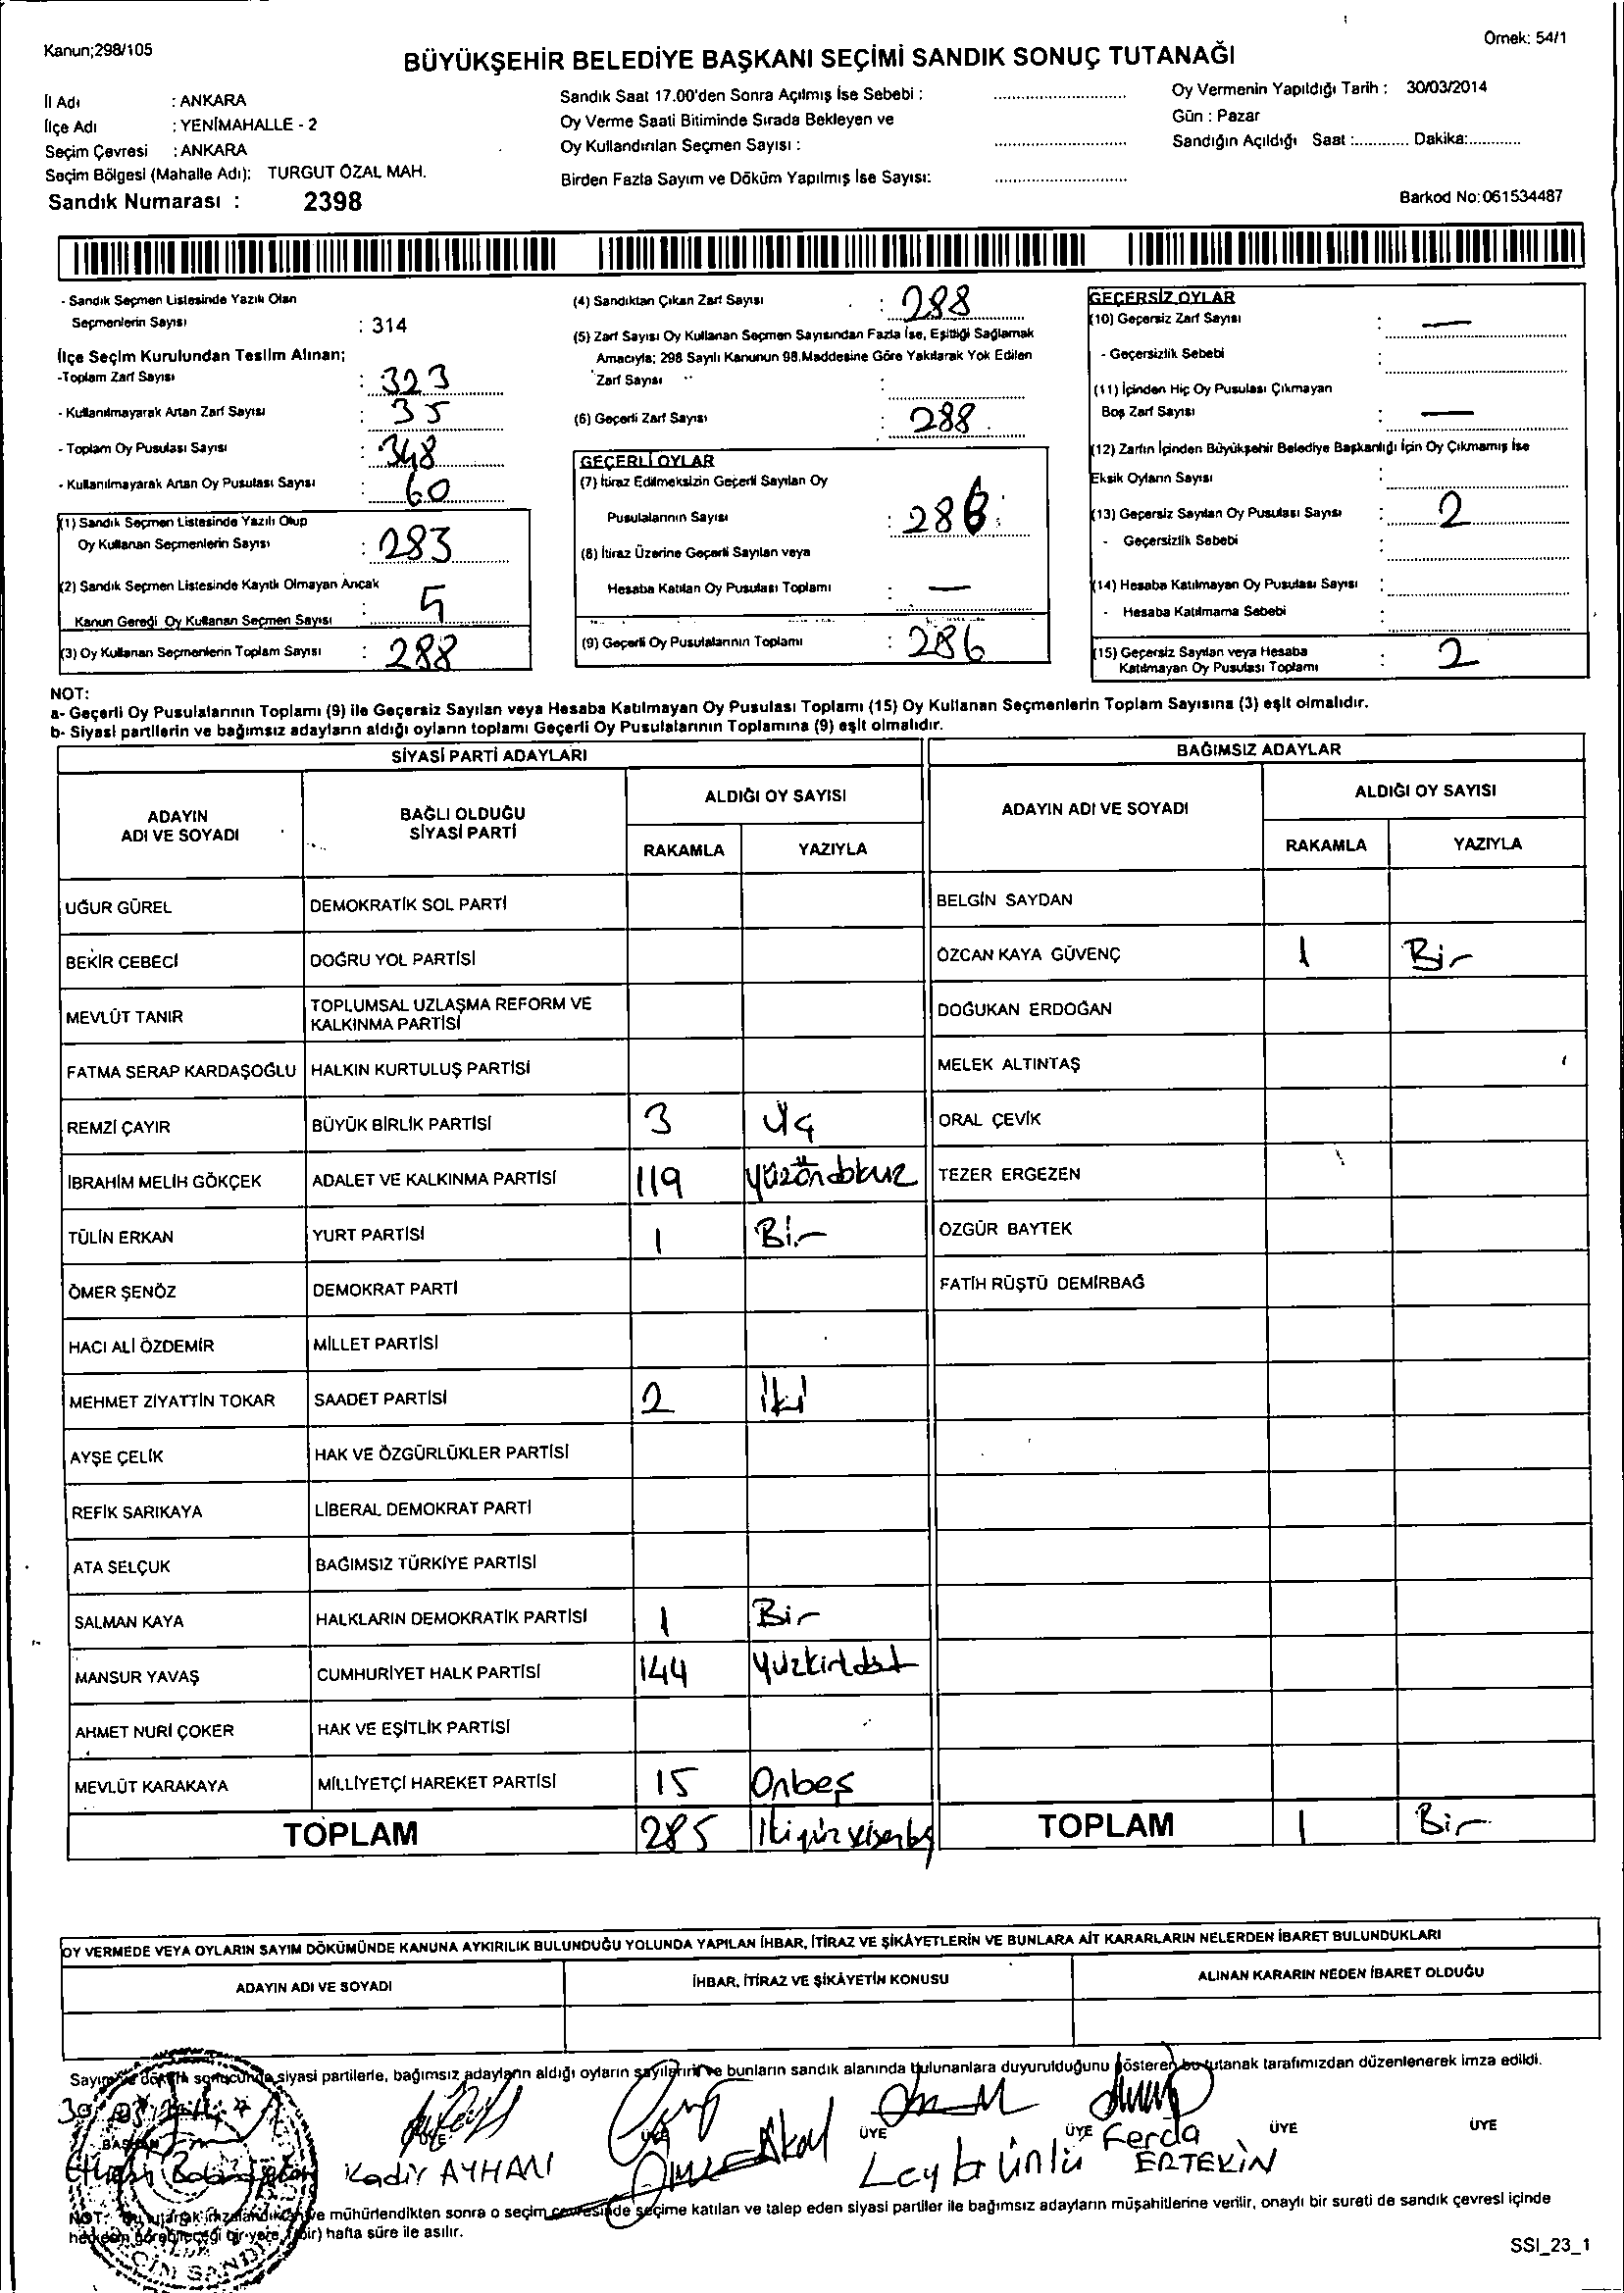 Kanun;298/105
Örnek: 54/1
BÜYÜKŞEHİR BELEDİYE BAŞKANI SEÇİMİ SANDIK SONUÇ TUTANAĞI
İl Adı : ANKARA
İlçe Adı : YENİMAHALLE - 2
Seçim Çevresi : ANKARA
Seçim Bölgesi (Mahalle Adı): TURGUT ÖZAL MAH.
Sandık Numarası : 2398
Sandık Saat 17.00'den Sonra Açılmış İse Sebebi :
Oy Verme Saati Bitiminde Sırada Bekleyen ve
Oy Kullandırılan Seçmen Sayısı :
Birden Fazla Sayım ve Döküm Yapılmış İse Sayısı:
Oy Vermenin Yapıldığı Tarih : 30/03/2014
Gün : Pazar
Sandığın Açıldığı Saat :............ Dakika:............
Barkod No:061534487
- Sandık Seçmen Listesinde Yazılı Olan
Seçmenlerin Sayısı : 314
İlçe Seçim Kurulundan Teslim Alınan;
-Toplam Zarf Sayısı : 323
- Kullanılmayarak Artan Zarf Sayısı : 35
- Toplam Oy Pusulası Sayısı : 348
- Kullanılmayarak Artan Oy Pusulası Sayısı : 60
(1) Sandık Seçmen Listesinde Yazılı Olup
Oy Kullanan Seçmenlerin Sayısı : 283
(2) Sandık Seçmen Listesinde Kayıtlı Olmayan Ancak
Kanun Gereği Oy Kullanan Seçmen Sayısı : 5
(3) Oy Kullanan Seçmenlerin Toplam Sayısı : 288
(4) Sandıktan Çıkan Zarf Sayısı : 288
(5) Zarf Sayısı Oy Kullanan Seçmen Sayısından Fazla İse, Eşitliği Sağlamak
Amacıyla; 298 Sayılı Kanunun 98.Maddesine Göre Yakılarak Yok Edilen
Zarf Sayısı :
(6) Geçerli Zarf Sayısı : 288
GEÇERLİ OYLAR
(7) İtiraz Edilmeksizin Geçerli Sayılan Oy
Pusulalarının Sayısı : 286
(8) İtiraz Üzerine Geçerli Sayılan veya
Hesaba Katılan Oy Pusulası Toplamı : —
(9) Geçerli Oy Pusulalarının Toplamı : 286
GEÇERSİZ OYLAR
(10) Geçersiz Zarf Sayısı : —
- Geçersizlik Sebebi :
(11) İçinden Hiç Oy Pusulası Çıkmayan
Boş Zarf Sayısı : —
(12) Zarfın İçinden Büyükşehir Belediye Başkanlığı İçin Oy Çıkmamış İse
Eksik Oyların Sayısı :
(13) Geçersiz Sayılan Oy Pusulası Sayısı : 2
- Geçersizlik Sebebi :
(14) Hesaba Katılmayan Oy Pusulası Sayısı :
- Hesaba Katılmama Sebebi :
(15) Geçersiz Sayılan veya Hesaba
Katılmayan Oy Pusulası Toplamı : 2
NOT:
a- Geçerli Oy Pusulalarının Toplamı (9) ile Geçersiz Sayılan veya Hesaba Katılmayan Oy Pusulası Toplamı (15) Oy Kullanan Seçmenlerin Toplam Sayısına (3) eşit olmalıdır.
b- Siyasi partilerin ve bağımsız adayların aldığı oyların toplamı Geçerli Oy Pusulalarının Toplamına (9) eşit olmalıdır.
SİYASİ PARTİ ADAYLARI
ADAYIN ADI VE SOYADI
BAĞLI OLDUĞU SİYASİ PARTİ
ALDIĞI OY SAYISI
RAKAMLA YAZIYLA
UĞUR GÜREL DEMOKRATİK SOL PARTİ
BEKİR CEBECİ DOĞRU YOL PARTİSİ
MEVLÜT TANIR TOPLUMSAL UZLAŞMA REFORM VE KALKINMA PARTİSİ
FATMA SERAP KARDAŞOĞLU HALKIN KURTULUŞ PARTİSİ
REMZİ ÇAYIR BÜYÜK BİRLİK PARTİSİ 3 üç
İBRAHİM MELİH GÖKÇEK ADALET VE KALKINMA PARTİSİ 119 yüzondokuz
TÜLİN ERKAN YURT PARTİSİ 1 Bir
ÖMER ŞENÖZ DEMOKRAT PARTİ
HACI ALİ ÖZDEMİR MİLLET PARTİSİ
MEHMET ZİYATTİN TOKAR SAADET PARTİSİ 2 iki
AYŞE ÇELİK HAK VE ÖZGÜRLÜKLER PARTİSİ
REFİK SARIKAYA LİBERAL DEMOKRAT PARTİ
ATA SELÇUK BAĞIMSIZ TÜRKİYE PARTİSİ
SALMAN KAYA HALKLARIN DEMOKRATİK PARTİSİ 1 Bir
MANSUR YAVAŞ CUMHURİYET HALK PARTİSİ 144 yüzkırkdört
AHMET NURİ ÇOKER HAK VE EŞİTLİK PARTİSİ
MEVLÜT KARAKAYA MİLLİYETÇİ HAREKET PARTİSİ 15 Onbeş
TOPLAM 285
BAĞIMSIZ ADAYLAR
ADAYIN ADI VE SOYADI
ALDIĞI OY SAYISI
RAKAMLA YAZIYLA
BELGİN SAYDAN
ÖZCAN KAYA GÜVENÇ 1 Bir
DOĞUKAN ERDOĞAN
MELEK ALTINTAŞ
ORAL ÇEVİK
TEZER ERGEZEN
ÖZGÜR BAYTEK
FATİH RÜŞTÜ DEMİRBAĞ
TOPLAM 1 Bir
OY VERMEDE VEYA OYLARIN SAYIM DÖKÜMÜNDE KANUNA AYKIRILIK BULUNDUĞU YOLUNDA YAPILAN İHBAR, İTİRAZ VE ŞİKÂYETLERİN VE BUNLARA AİT KARARLARIN NELERDEN İBARET BULUNDUKLARI
ADAYIN ADI VE SOYADI
İHBAR, İTİRAZ VE ŞİKÂYETİN KONUSU
ALINAN KARARIN NEDEN İBARET OLDUĞU
Sayım ve döküm sonucunda siyasi partilerle, bağımsız adayların aldığı oyların sayılarını ve bunların sandık alanında bulunanlara duyurulduğunu gösteren bu tutanak tarafımızdan düzenlenerek imza edildi.
BAŞKAN ÜYE ÜYE ÜYE ÜYE ÜYE ÜYE
Kadir AYHAN
Akol
Leyla Ünlü
Ferda ERTEKİN
NOT: Bu tutanak imzalandıktan ve mühürlendikten sonra o seçim çevresinde seçime katılan ve talep eden siyasi partiler ile bağımsız adayların müşahitlerine verilir, onaylı bir sureti de sandık çevresi içinde
herkesin görebileceği bir yere (bir) hafta süre ile asılır.
SSI_23_1